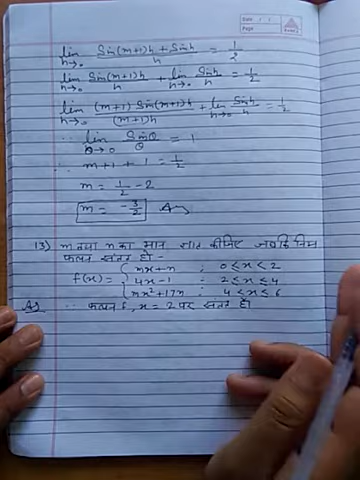 Date / /
Page
lim h→0 Sin(m+1)h + Sinh / h = 1/2
lim h→0 Sin(m+1)h / h + lim h→0 Sinh / h = 1/2
lim h→0 (m+1) Sin(m+1)h / (m+1)h + lim h→0 Sinh / h = 1/2
∵ lim θ→0 Sinθ / θ = 1
∴ m+1 + 1 = 1/2
m = 1/2 - 2
m = -3/2 Ans
13) m तथा n का मान ज्ञात कीजिए जबकि निम्न
फलन संतत हो -
f(x) = { mx+n ; 0 ≤ x < 2
4x-1 ; 2 ≤ x ≤ 4
mx²+17n ; 4 < x ≤ 6
Ans ∵ फलन f, x = 2 पर संतत है।